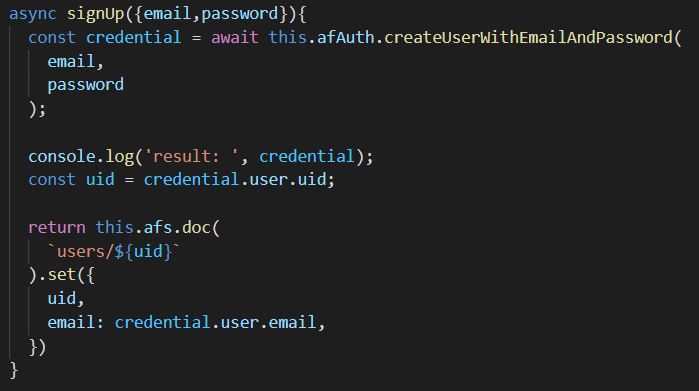 async signUp({email,password}){
const credential = await this.afAuth.createUserWithEmailAndPassword(
email,
password
);
console.log('result: ', credential);
const uid = credential.user.uid;
return this.afs.doc(
`users/${uid}`
).set({
uid,
email: credential.user.email,
})
}